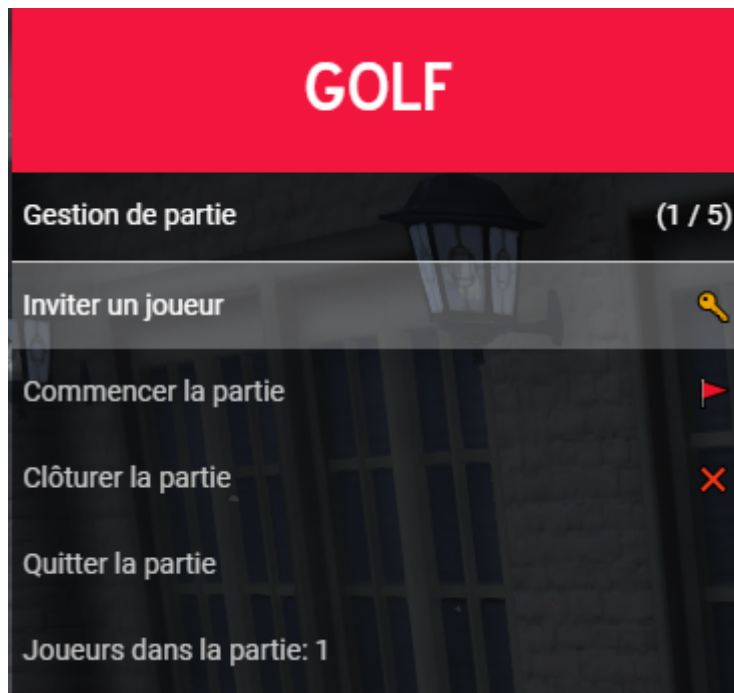 GOLF
Gestion de partie (1 / 5)
Inviter un joueur
Commencer la partie
Clôturer la partie
Quitter la partie
Joueurs dans la partie: 1